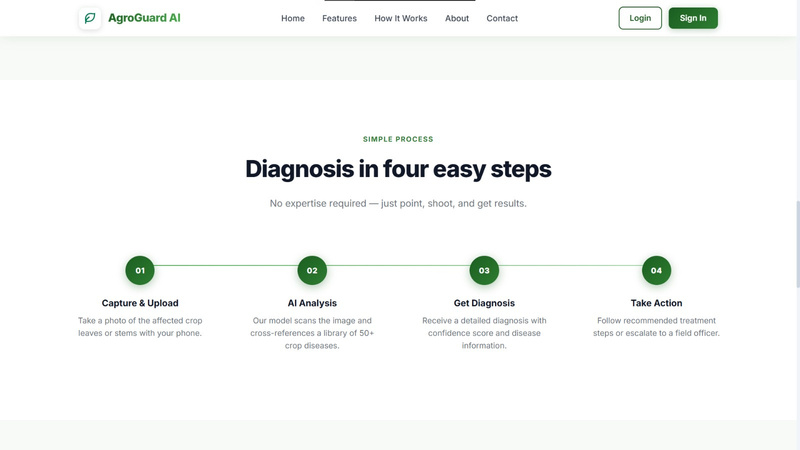 AgroGuard AI
Home Features How It Works About Contact
Login Sign In
SIMPLE PROCESS
Diagnosis in four easy steps
No expertise required — just point, shoot, and get results.
01
Capture & Upload
Take a photo of the affected crop
leaves or stems with your phone.
02
AI Analysis
Our model scans the image and
cross-references a library of 50+
crop diseases.
03
Get Diagnosis
Receive a detailed diagnosis with
confidence score and disease
information.
04
Take Action
Follow recommended treatment
steps or escalate to a field officer.